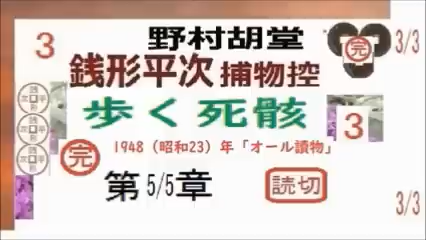 野村胡堂
3
完
3/3
銭形平次 捕物控
歩く死骸
3
1948（昭和23）年「オール讀物」
完
第5/5章
読切
3/3